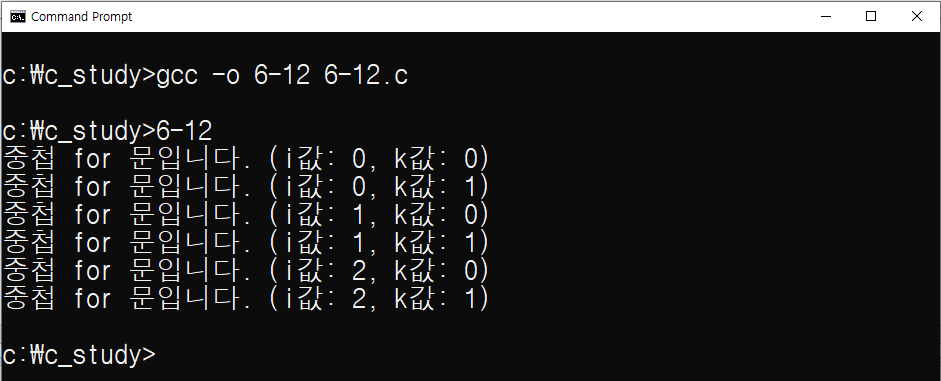 Command Prompt
c:₩c_study>gcc -o 6-12 6-12.c
c:₩c_study>6-12
중첩 for 문입니다. (i값: 0, k값: 0)
중첩 for 문입니다. (i값: 0, k값: 1)
중첩 for 문입니다. (i값: 1, k값: 0)
중첩 for 문입니다. (i값: 1, k값: 1)
중첩 for 문입니다. (i값: 2, k값: 0)
중첩 for 문입니다. (i값: 2, k값: 1)
c:₩c_study>